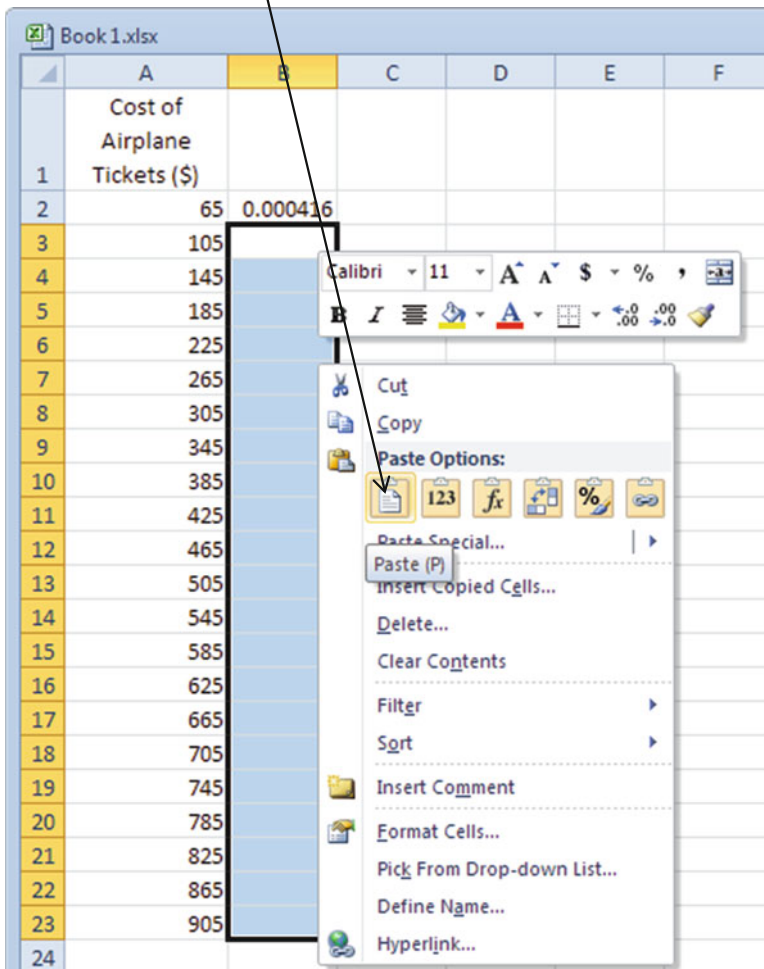 Book 1.xlsx
A B C D E F
Cost of
Airplane
1 Tickets ($)
2 65 0.000416
3 105
4 145
5 185
6 225
7 265
8 305
9 345
10 385
11 425
12 465
13 505
14 545
15 585
16 625
17 665
18 705
19 745
20 785
21 825
22 865
23 905
24
Calibri 11 A A $ % ,
B I A .0 .00 .00 .0
Cut
Copy
Paste Options:
123 fx %
Paste Special...
Paste (P)
Insert Copied Cells...
Delete...
Clear Contents
Filter
Sort
Insert Comment
Format Cells...
Pick From Drop-down List...
Define Name...
Hyperlink...